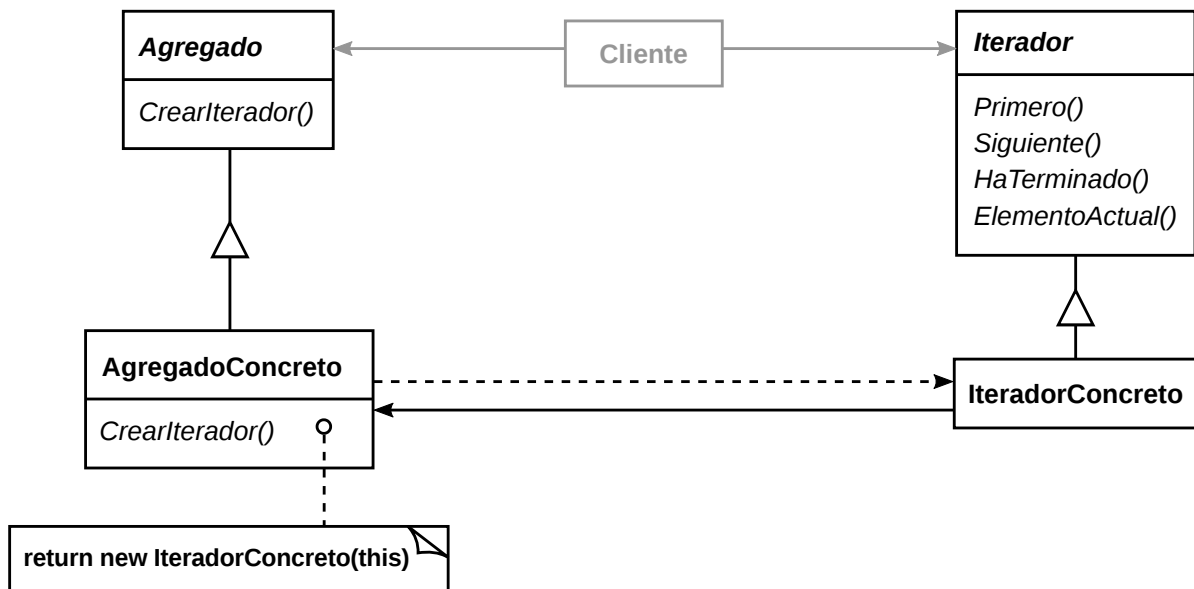 Agregado
CrearIterador()
Cliente
Iterador
Primero()
Siguiente()
HaTerminado()
ElementoActual()
AgregadoConcreto
CrearIterador()
IteradorConcreto
return new IteradorConcreto(this)